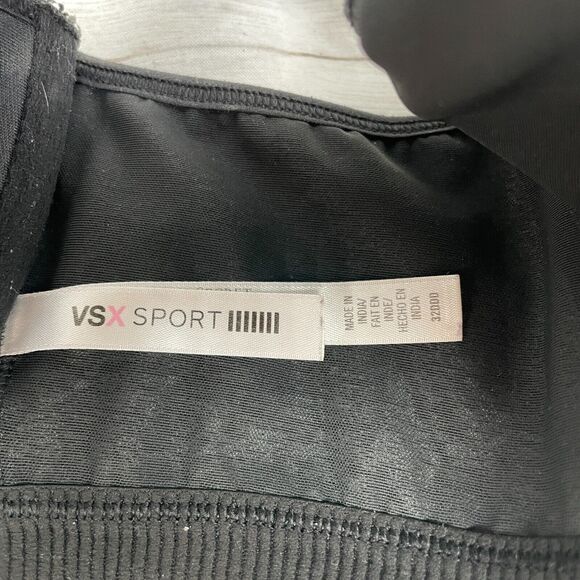 VSX SPORT
MADE IN
INDIA/
FAIT EN
INDE/
HECHO EN
INDIA
32DDD